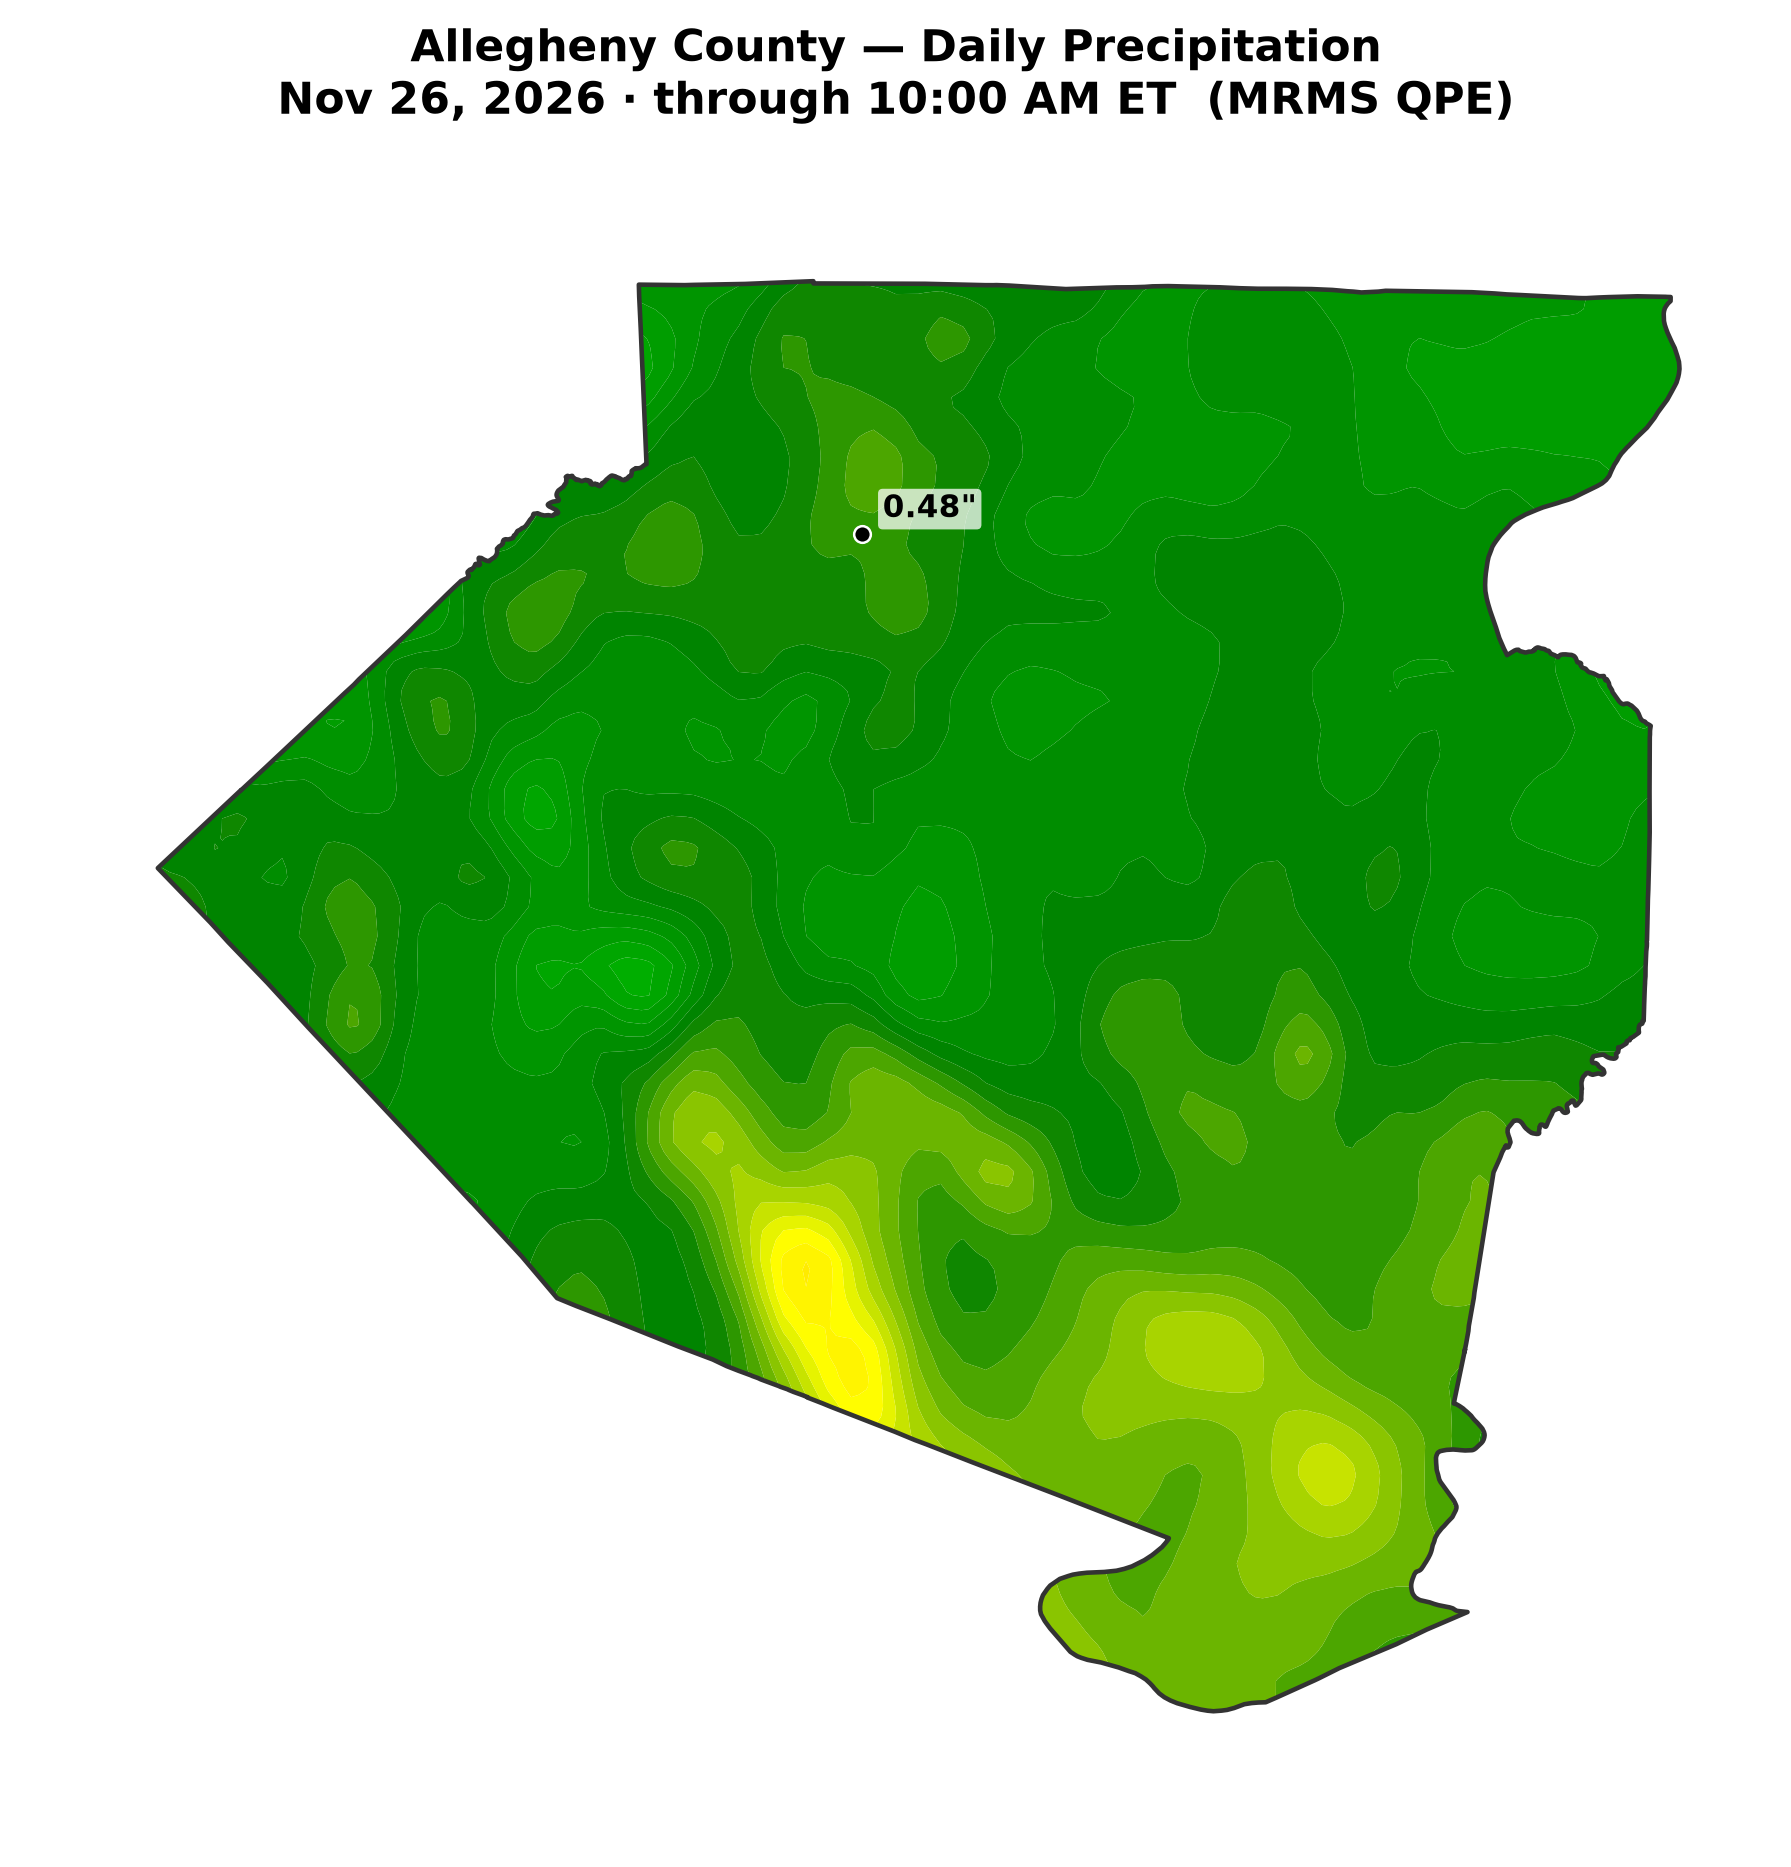 Allegheny County — Daily Precipitation
Nov 26, 2026 · through 10:00 AM ET (MRMS QPE)
0.48"